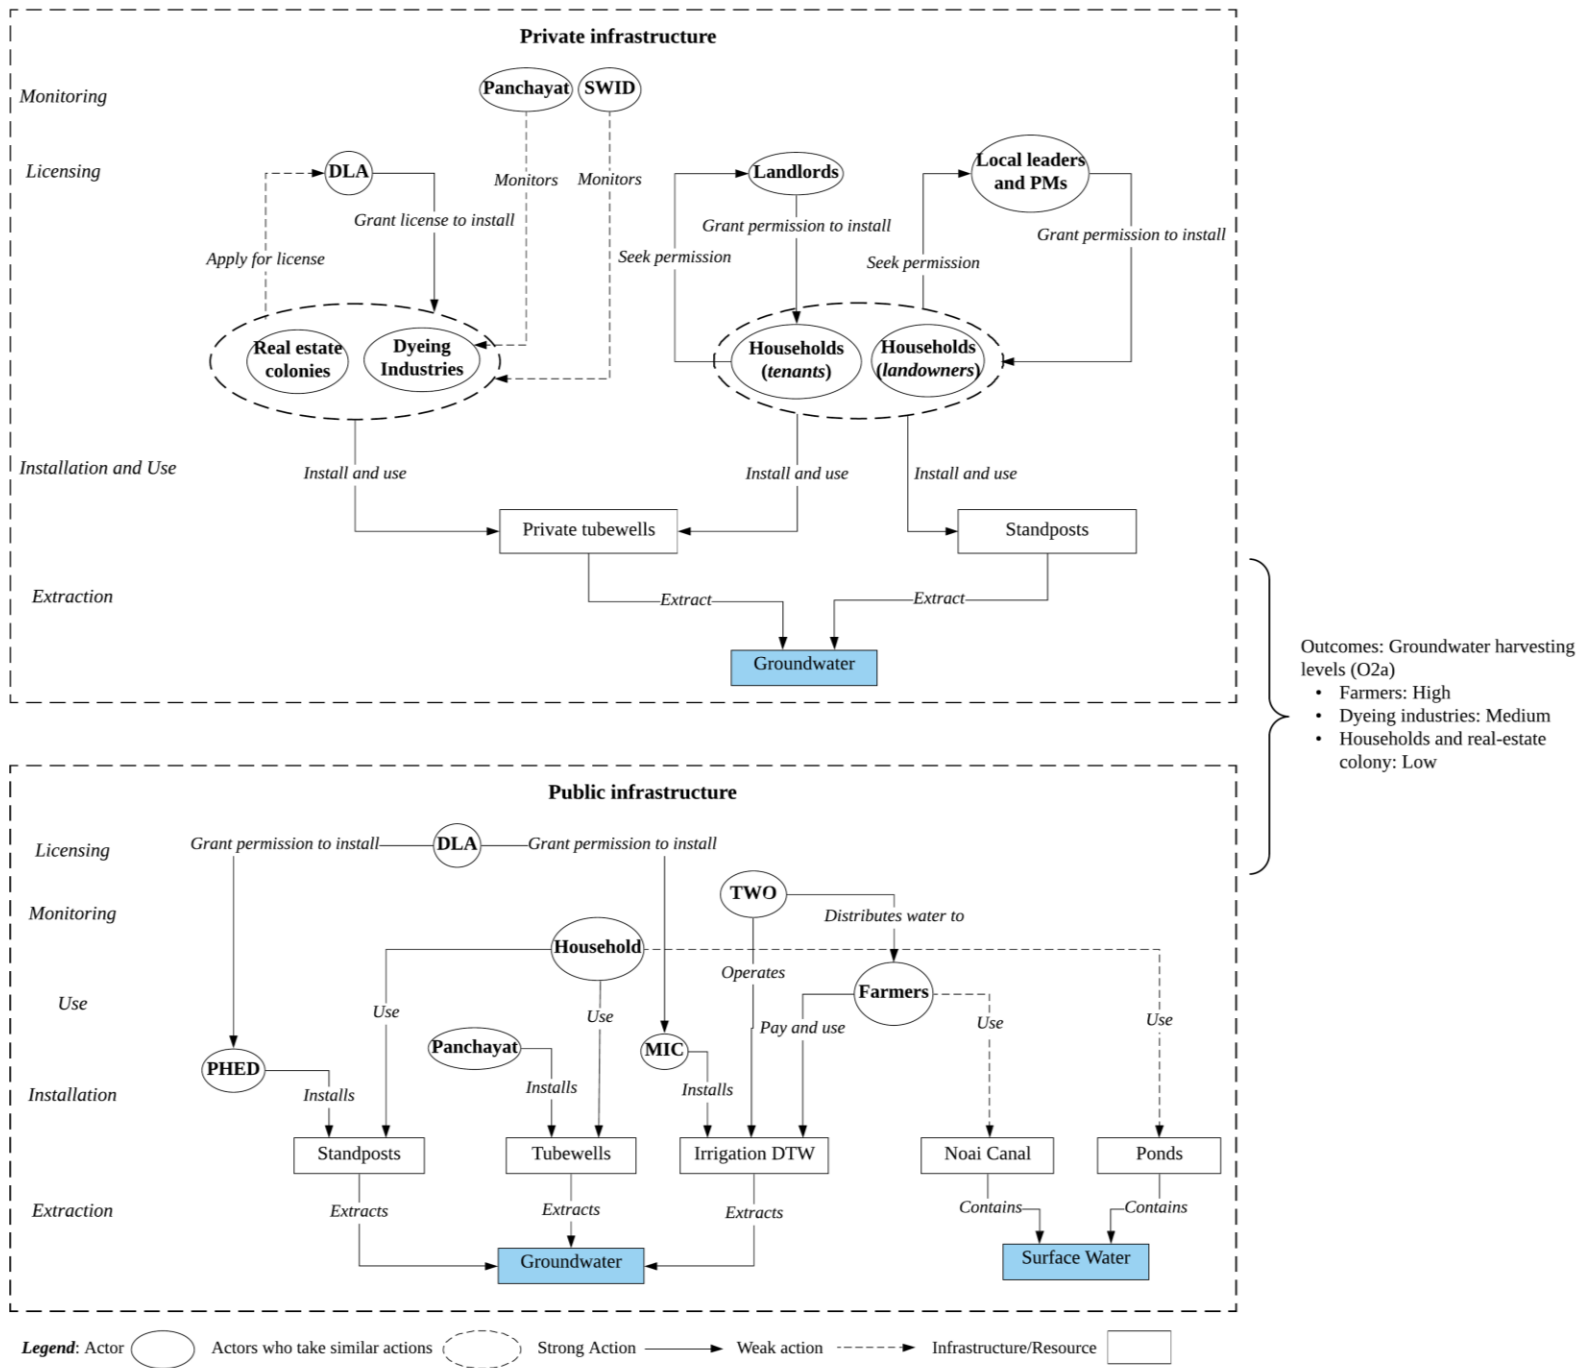 Private infrastructure
Monitoring
Panchayat
SWID
Licensing
DLA
Monitors
Monitors
Landlords
Local leaders
and PMs
Grant license to install
Grant permission to install
Grant permission to install
Apply for license
Seek permission
Seek permission
Real estate
colonies
Dyeing
Industries
Households
(tenants)
Households
(landowners)
Installation and Use
Install and use
Install and use
Install and use
Private tubewells
Standposts
Extraction
Extract
Extract
Groundwater
Outcomes: Groundwater harvesting
levels (O2a)
• Farmers: High
• Dyeing industries: Medium
• Households and real-estate
colony: Low
Public infrastructure
Licensing
Grant permission to install
DLA
Grant permission to install
Monitoring
TWO
Distributes water to
Household
Operates
Use
Farmers
Use
Use
Pay and use
Use
Use
Panchayat
MIC
PHED
Installation
Installs
Installs
Installs
Standposts
Tubewells
Irrigation DTW
Noai Canal
Ponds
Extraction
Extracts
Extracts
Extracts
Contains
Contains
Groundwater
Surface Water
Legend: Actor
Actors who take similar actions
Strong Action
Weak action
Infrastructure/Resource